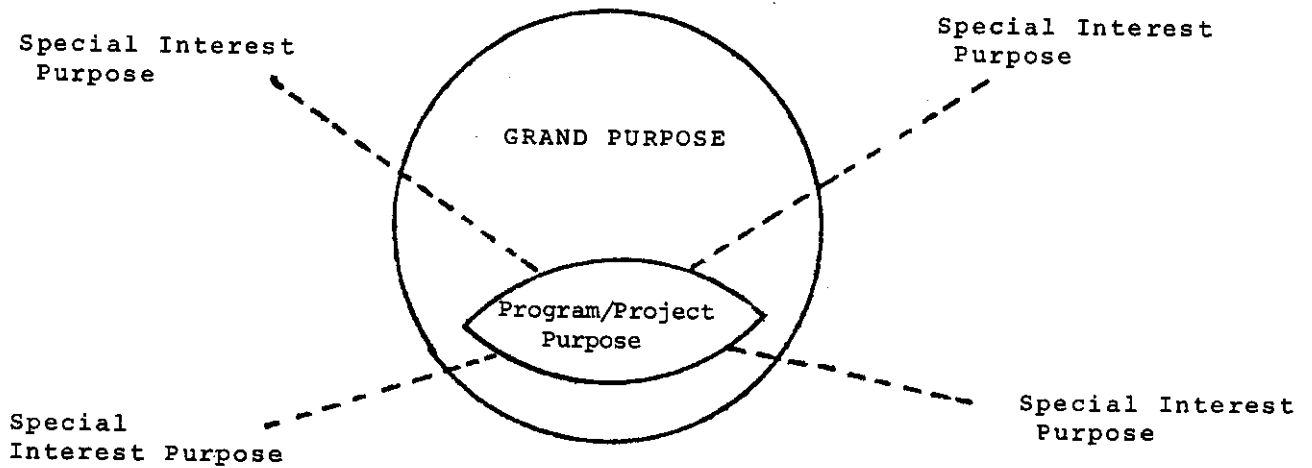 Special Interest
Purpose
Special Interest
Purpose
GRAND PURPOSE
Program/Project
Purpose
Special
Interest Purpose
Special Interest
Purpose